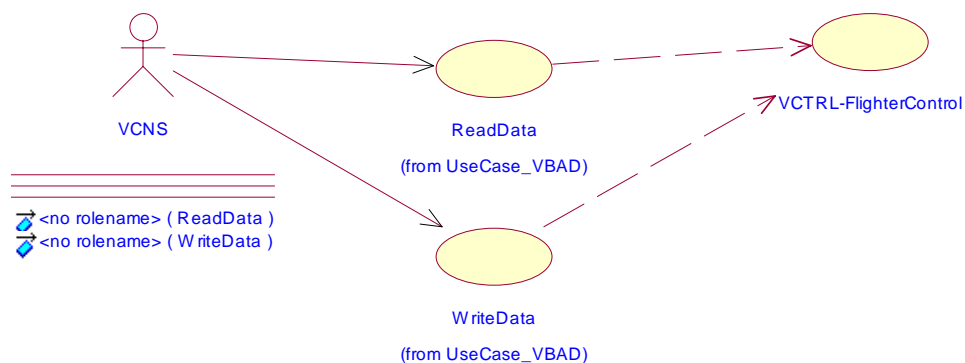 VCNS
ReadData
(from UseCase_VBAD)
VCTRL-FlighterControl
<no rolename> ( ReadData )
<no rolename> ( WriteData )
WriteData
(from UseCase_VBAD)